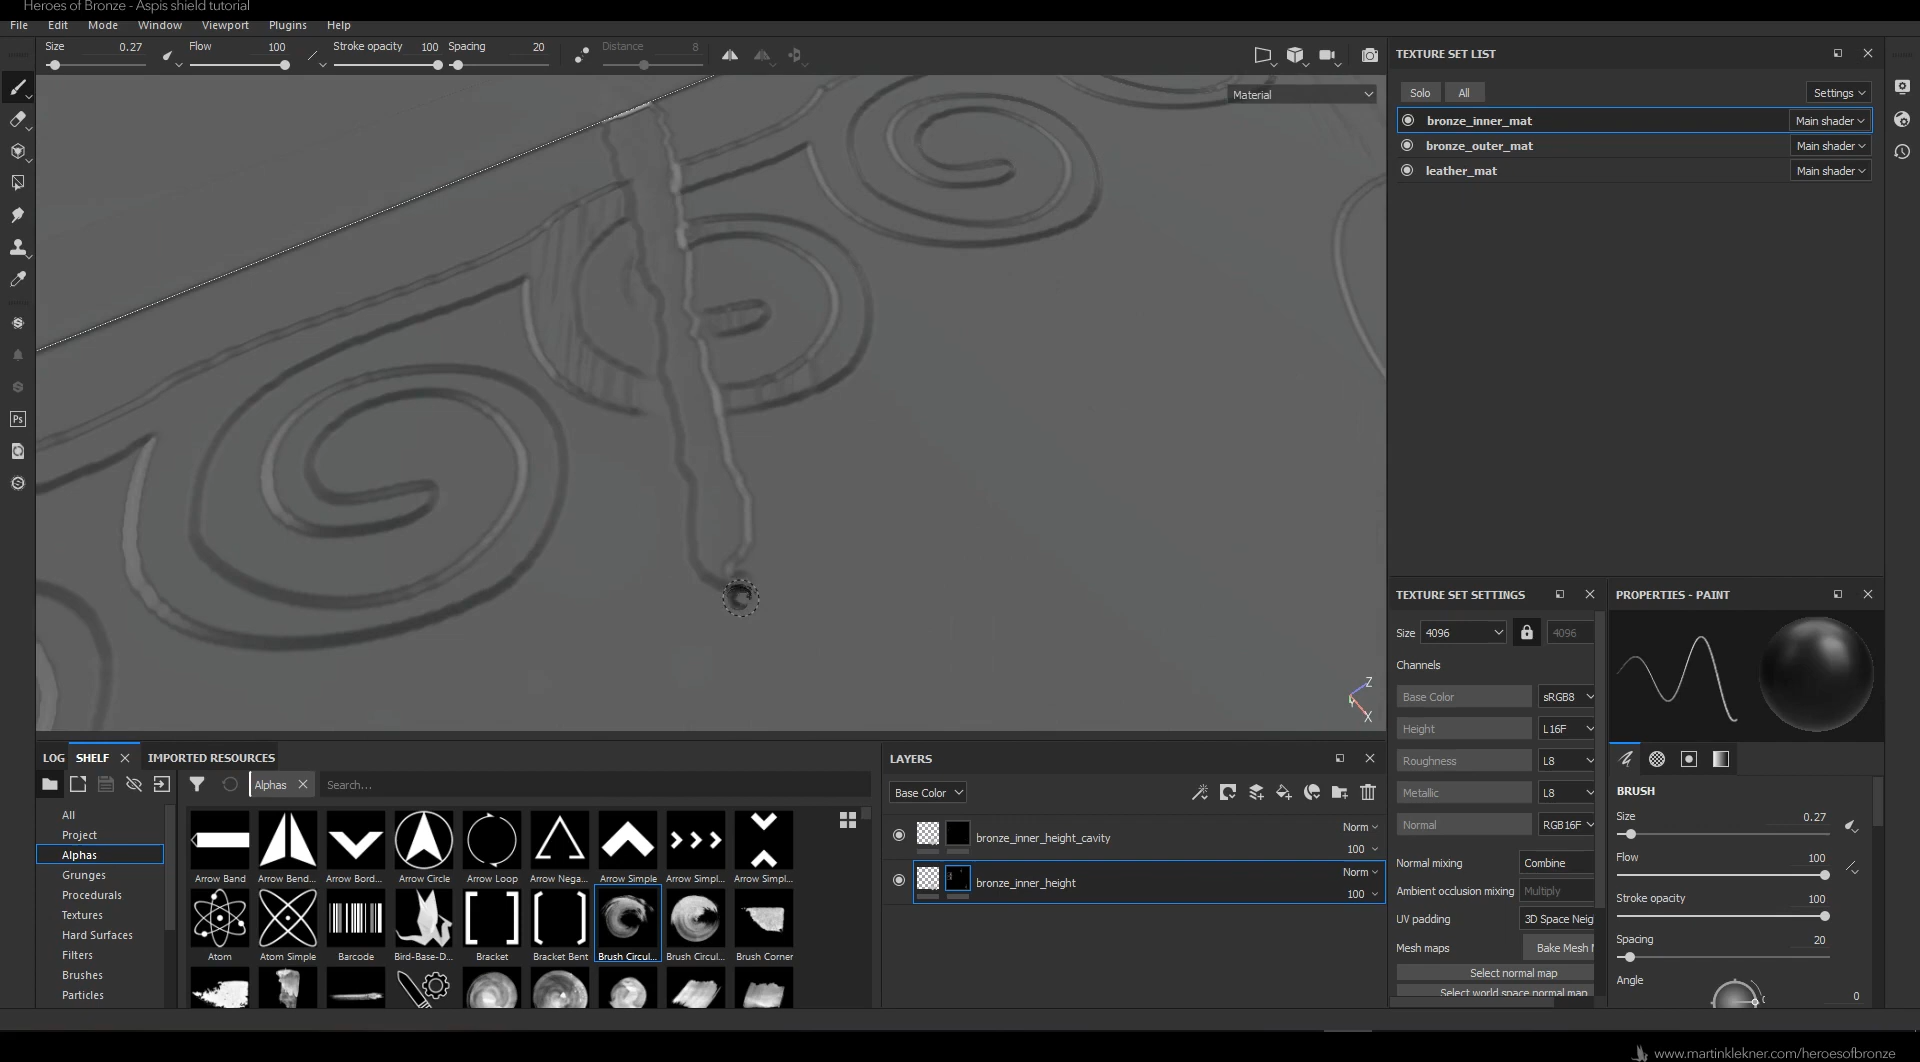 Heroes of Bronze - Aspis shield tutorial
File Edit Mode Window Viewport Plugins Help
Size 0.27 Flow 100 Stroke opacity 100 Spacing 20 Distance 8
Material
TEXTURE SET LIST
Solo All Settings
bronze_inner_mat Main shader
bronze_outer_mat Main shader
leather_mat Main shader
Ps
Z
Y
X
TEXTURE SET SETTINGS
Size 4096 4096
Channels
Base Color sRGB8
Height L16F
Roughness L8
Metallic L8
Normal RGB16F
Normal mixing Combine
Ambient occlusion mixing Multiply
UV padding 3D Space Neig
Mesh maps Bake Mesh
Select normal map
Select world space normal map
PROPERTIES - PAINT
BRUSH
Size 0.27
Flow 100
Stroke opacity 100
Spacing 20
Angle 0
LOG SHELF IMPORTED RESOURCES
Alphas Search...
All
Project
Alphas
Grunges
Procedurals
Textures
Hard Surfaces
Filters
Brushes
Particles
Arrow Band Arrow Bend... Arrow Bord... Arrow Circle Arrow Loop Arrow Nega... Arrow Simple Arrow Simpl... Arrow Simpl...
Atom Atom Simple Barcode Bird-Base-D... Bracket Bracket Bent Brush Circul... Brush Circul... Brush Corner
LAYERS
Base Color
bronze_inner_height_cavity Norm 100
bronze_inner_height Norm 100
www.martinklekner.com/heroesofbronze